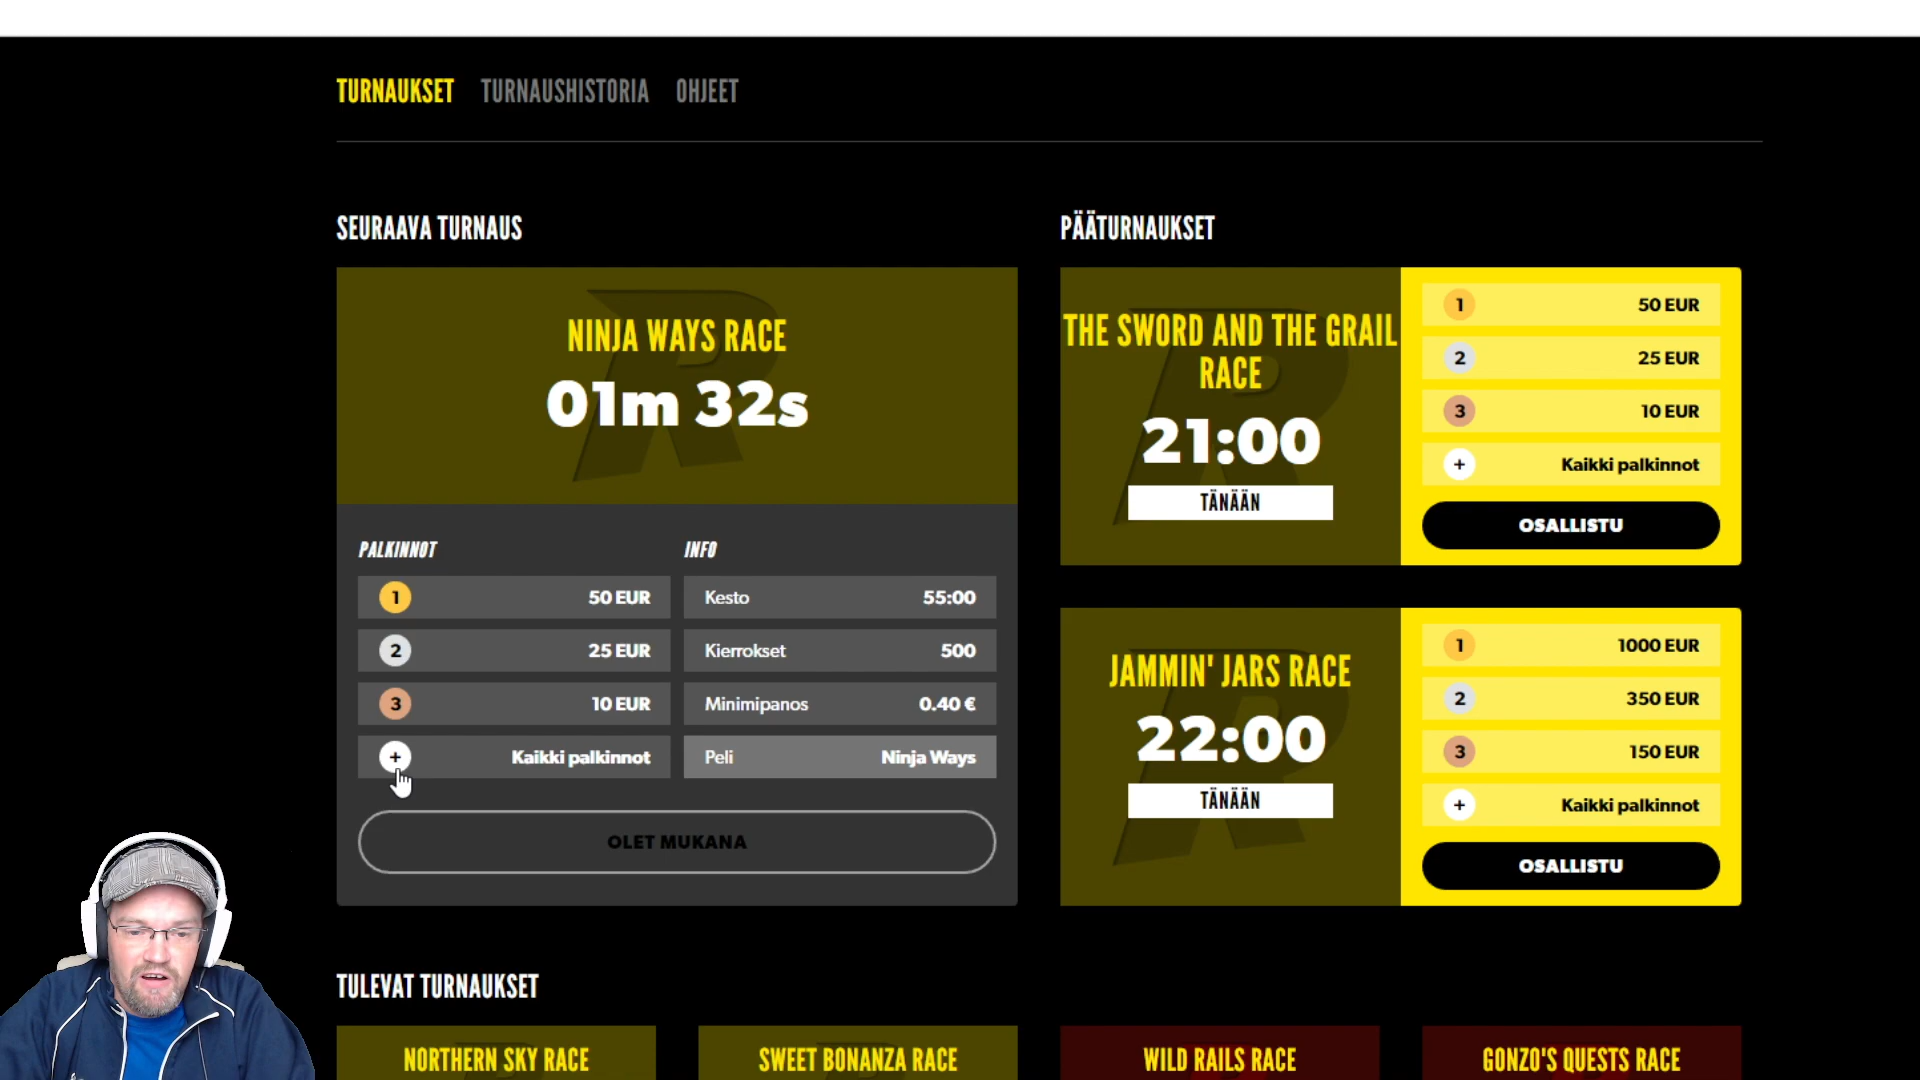 TURNAUKSET TURNAUSHISTORIA OHJEET
SEURAAVA TURNAUS
NINJA WAYS RACE
01m 32s
PALKINNOT
1 50 EUR
2 25 EUR
3 10 EUR
+ Kaikki palkinnot
INFO
Kesto 55:00
Kierrokset 500
Minimipanos 0.40 €
Peli Ninja Ways
OLET MUKANA
PÄÄTURNAUKSET
THE SWORD AND THE GRAIL
RACE
21:00
TÄNÄÄN
1 50 EUR
2 25 EUR
3 10 EUR
+ Kaikki palkinnot
OSALLISTU
JAMMIN' JARS RACE
22:00
TÄNÄÄN
1 1000 EUR
2 350 EUR
3 150 EUR
+ Kaikki palkinnot
OSALLISTU
TULEVAT TURNAUKSET
NORTHERN SKY RACE
SWEET BONANZA RACE
WILD RAILS RACE
GONZO'S QUESTS RACE